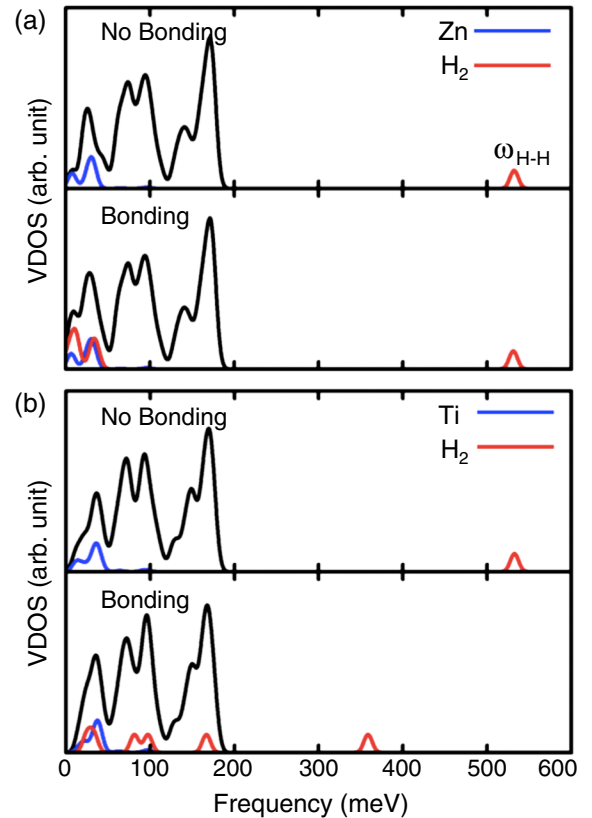 (a)
No Bonding
Zn
H₂
ω H-H
VDOS (arb. unit)
Bonding
(b)
No Bonding
Ti
H₂
VDOS (arb. unit)
Bonding
0 100 200 300 400 500 600
Frequency (meV)